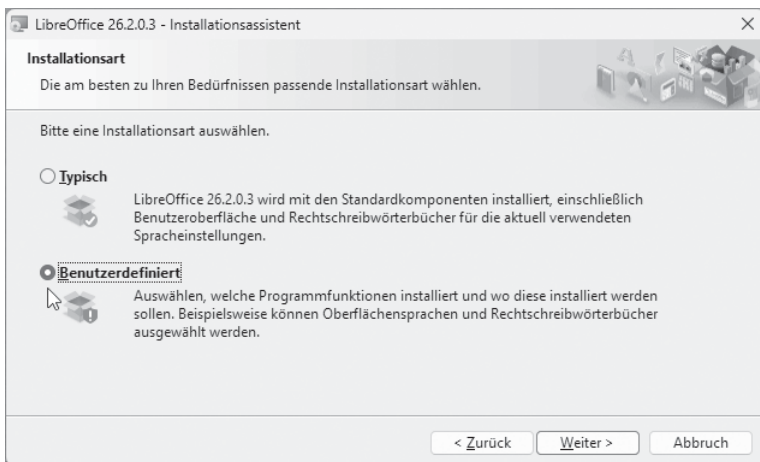 LibreOffice 26.2.0.3 - Installationsassistent
Installationsart
Die am besten zu Ihren Bedürfnissen passende Installationsart wählen.
Bitte eine Installationsart auswählen.
Typisch
LibreOffice 26.2.0.3 wird mit den Standardkomponenten installiert, einschließlich
Benutzeroberfläche und Rechtschreibwörterbücher für die aktuell verwendeten
Spracheinstellungen.
Benutzerdefiniert
Auswählen, welche Programmfunktionen installiert und wo diese installiert werden
sollen. Beispielsweise können Oberflächensprachen und Rechtschreibwörterbücher
ausgewählt werden.
< Zurück Weiter > Abbruch